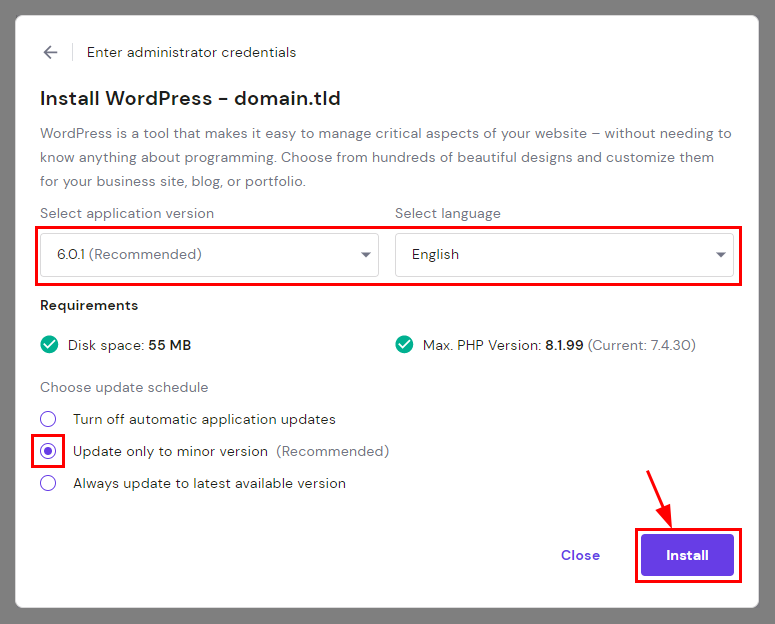 Enter administrator credentials
Install WordPress - domain.tld
WordPress is a tool that makes it easy to manage critical aspects of your website – without needing to
know anything about programming. Choose from hundreds of beautiful designs and customize them
for your business site, blog, or portfolio.
Select application version
Select language
6.0.1 (Recommended)
English
Requirements
Disk space: 55 MB
Max. PHP Version: 8.1.99 (Current: 7.4.30)
Choose update schedule
Turn off automatic application updates
Update only to minor version (Recommended)
Always update to latest available version
Close
Install